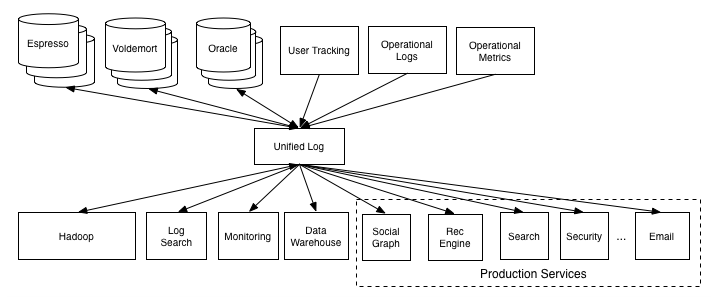 Espresso
Voldemort
Oracle
User Tracking
Operational
Logs
Operational
Metrics
Unified Log
Hadoop
Log
Search
Monitoring
Data
Warehouse
Social
Graph
Rec
Engine
Search
Security
...
Email
Production Services